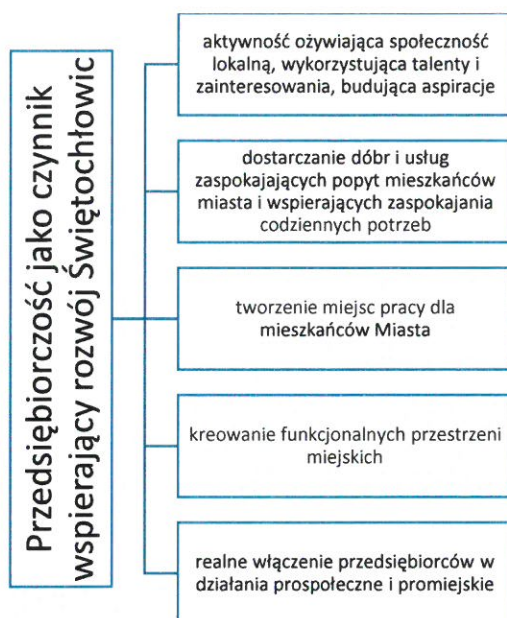 Przedsiębiorczość jako czynnik
wspierający rozwój Świętochłowic
aktywność ożywiająca społeczność
lokalną, wykorzystująca talenty i
zainteresowania, budująca aspiracje
dostarczanie dóbr i usług
zaspokajających popyt mieszkańców
miasta i wspierających zaspokajania
codziennych potrzeb
tworzenie miejsc pracy dla
mieszkańców Miasta
kreowanie funkcjonalnych przestrzeni
miejskich
realne włączenie przedsiębiorców w
działania prospołeczne i promiejskie